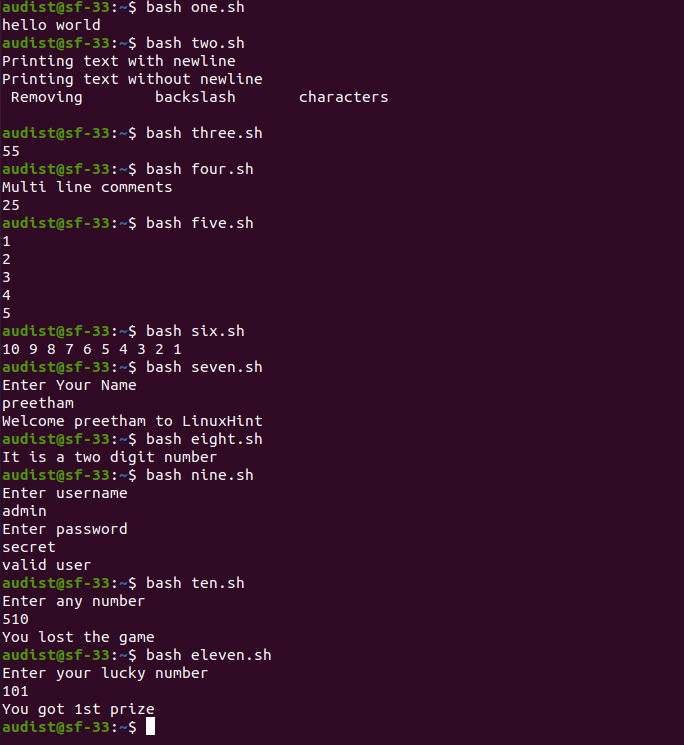 audist@sf-33:~$ bash one.sh
hello world
audist@sf-33:~$ bash two.sh
Printing text with newline
Printing text without newline
 Removing        backslash       characters

audist@sf-33:~$ bash three.sh
55
audist@sf-33:~$ bash four.sh
Multi line comments
25
audist@sf-33:~$ bash five.sh
1
2
3
4
5
audist@sf-33:~$ bash six.sh
10 9 8 7 6 5 4 3 2 1
audist@sf-33:~$ bash seven.sh
Enter Your Name
preetham
Welcome preetham to LinuxHint
audist@sf-33:~$ bash eight.sh
It is a two digit number
audist@sf-33:~$ bash nine.sh
Enter username
admin
Enter password
secret
valid user
audist@sf-33:~$ bash ten.sh
Enter any number
510
You lost the game
audist@sf-33:~$ bash eleven.sh
Enter your lucky number
101
You got 1st prize
audist@sf-33:~$